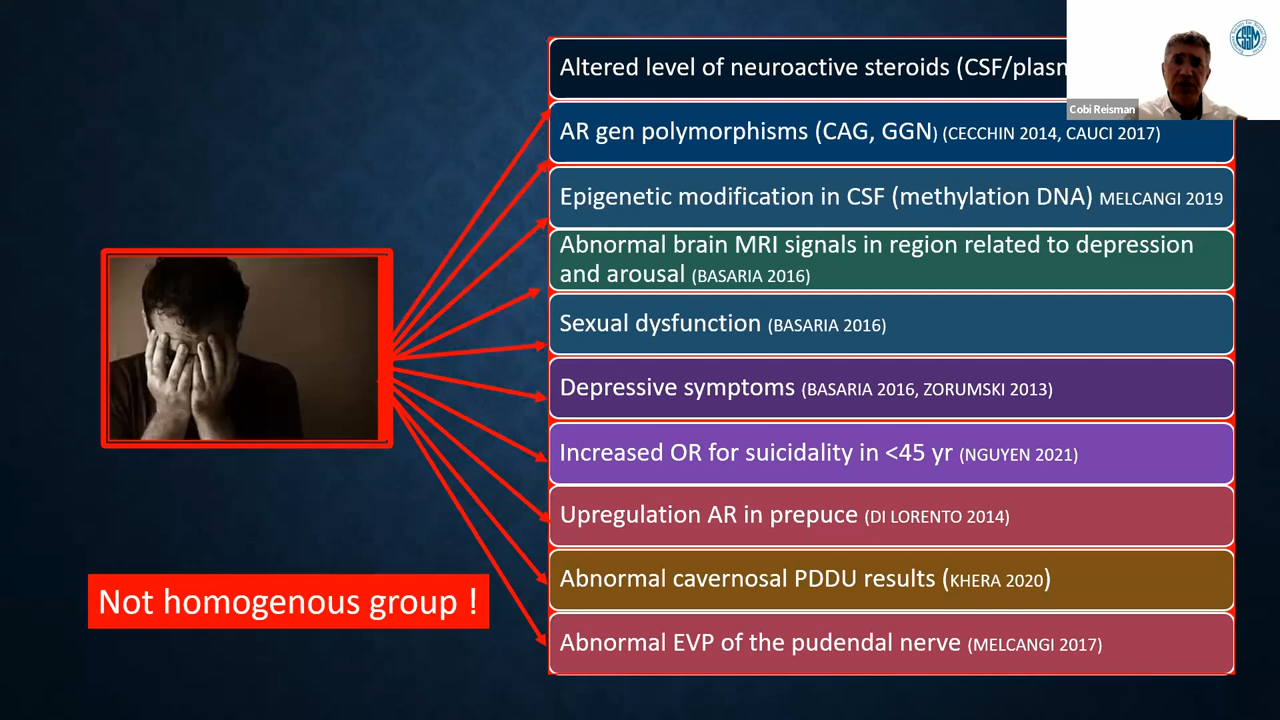 Altered level of neuroactive steroids (CSF/plasm
Cobi Reisman
ESSM
AR gen polymorphisms (CAG, GGN) (CECCHIN 2014, CAUCI 2017)
Epigenetic modification in CSF (methylation DNA) MELCANGI 2019
Abnormal brain MRI signals in region related to depression
and arousal (BASARIA 2016)
Sexual dysfunction (BASARIA 2016)
Depressive symptoms (BASARIA 2016, ZORUMSKI 2013)
Increased OR for suicidality in <45 yr (NGUYEN 2021)
Upregulation AR in prepuce (DI LORENTO 2014)
Abnormal cavernosal PDDU results (KHERA 2020)
Abnormal EVP of the pudendal nerve (MELCANGI 2017)
Not homogenous group !